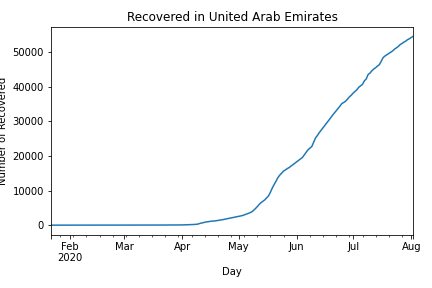 Recovered in United Arab Emirates
Number of Recovered
50000
40000
30000
20000
10000
0
Feb Mar Apr May Jun Jul Aug
2020
Day